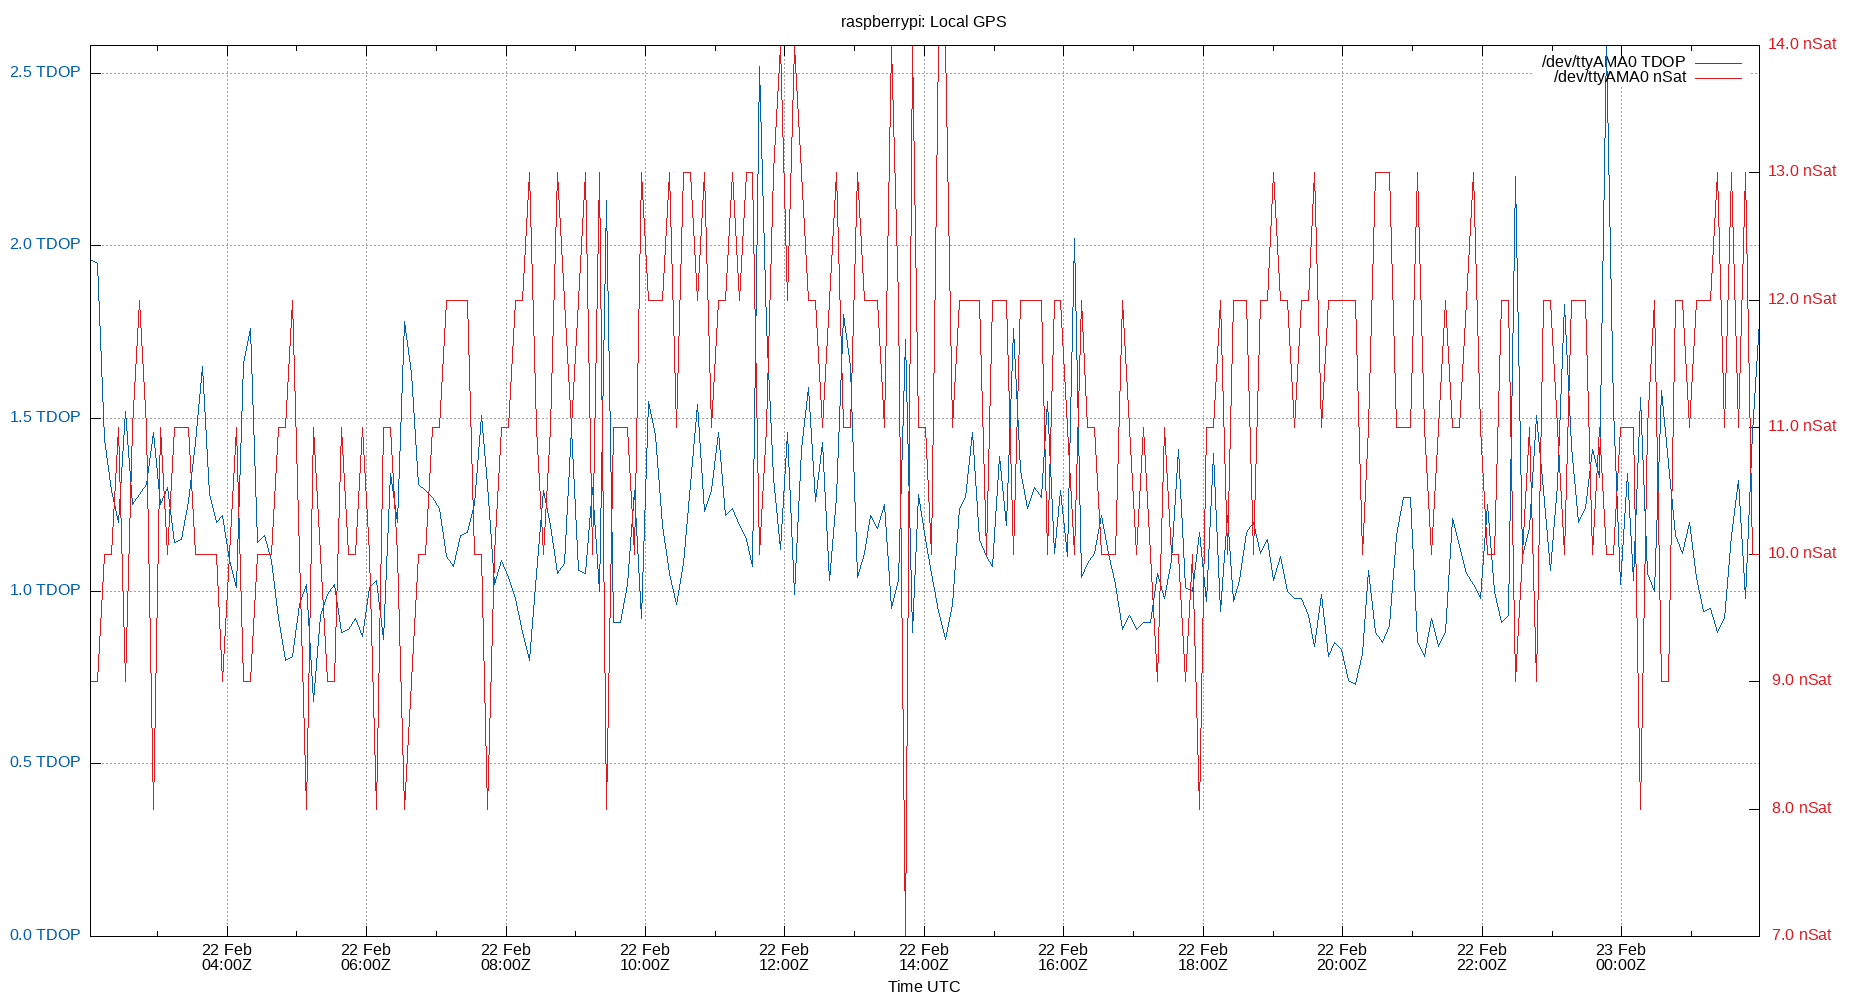 raspberrypi: Local GPS
/dev/ttyAMA0 TDOP
/dev/ttyAMA0 nSat
2.5 TDOP
2.0 TDOP
1.5 TDOP
1.0 TDOP
0.5 TDOP
0.0 TDOP
14.0 nSat
13.0 nSat
12.0 nSat
11.0 nSat
10.0 nSat
9.0 nSat
8.0 nSat
7.0 nSat
22 Feb
04:00Z
22 Feb
06:00Z
22 Feb
08:00Z
22 Feb
10:00Z
22 Feb
12:00Z
22 Feb
14:00Z
22 Feb
16:00Z
22 Feb
18:00Z
22 Feb
20:00Z
22 Feb
22:00Z
23 Feb
00:00Z
Time UTC